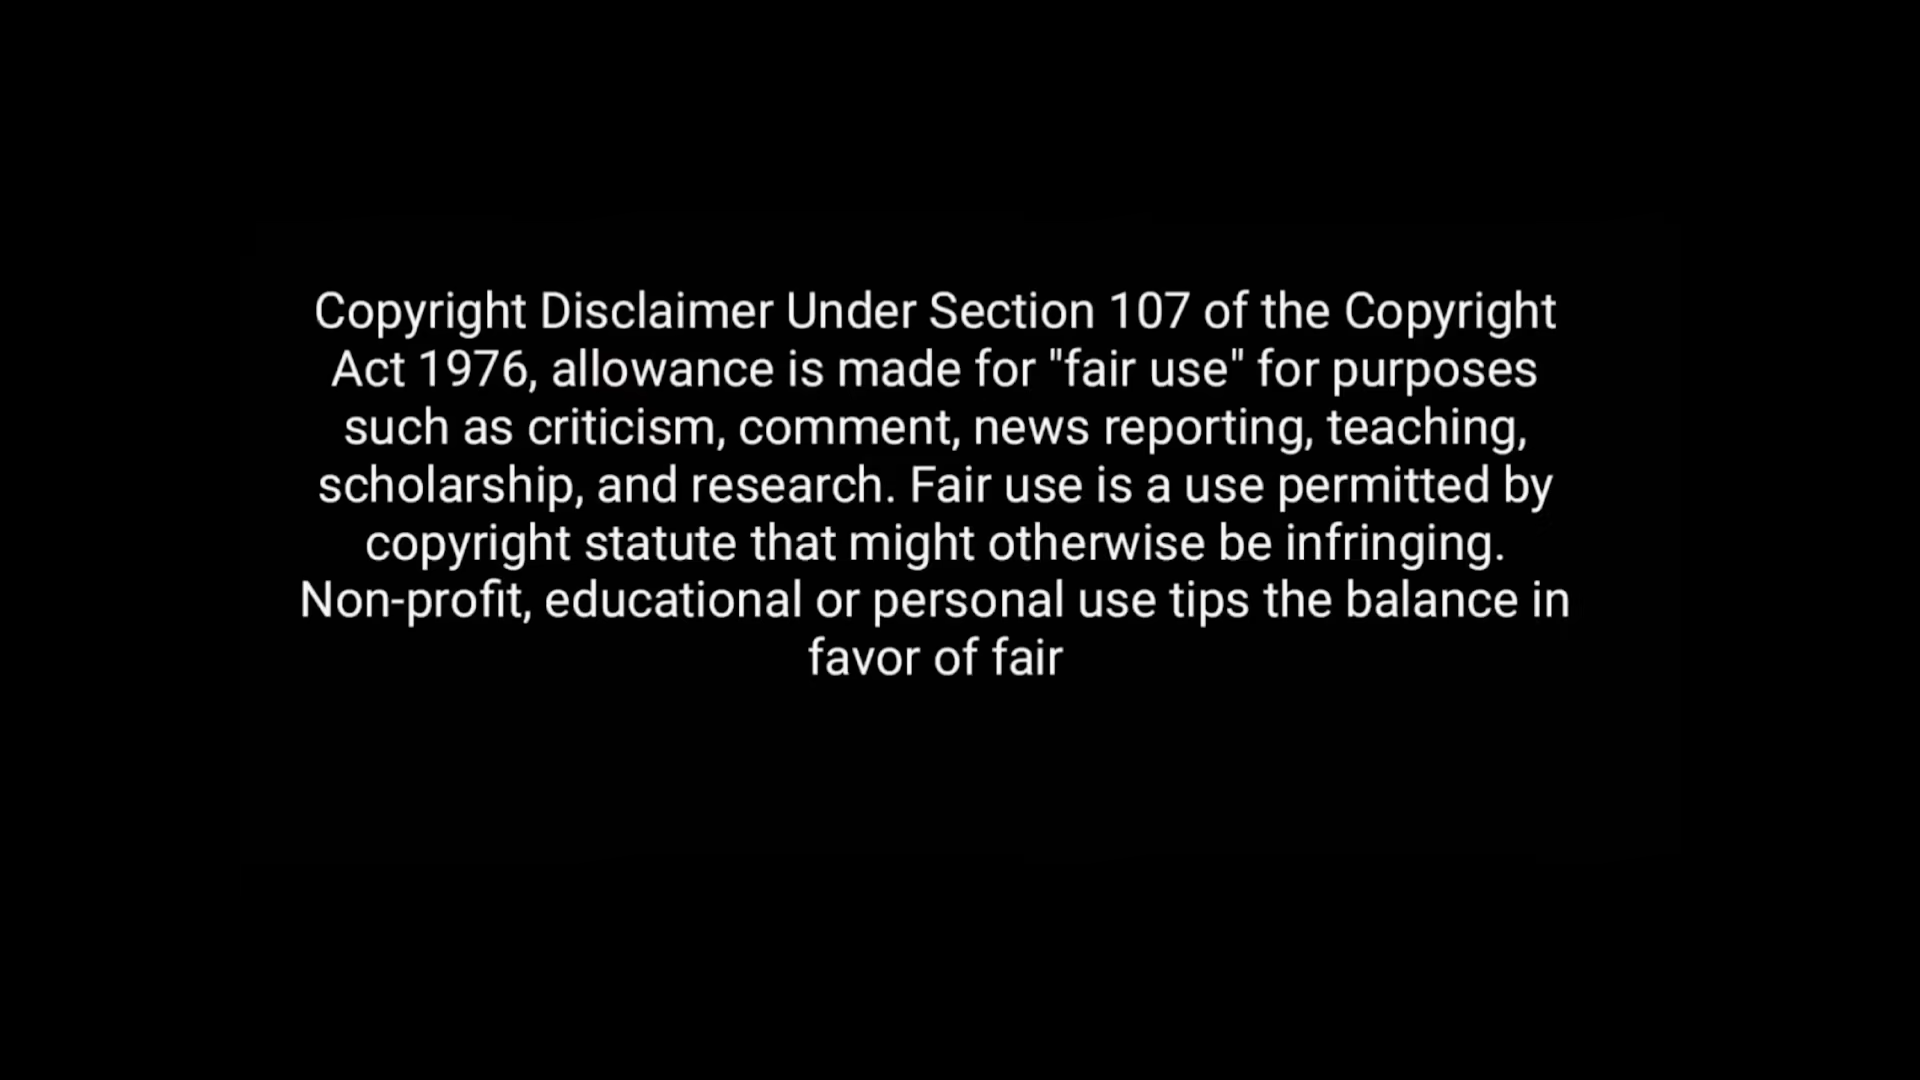 Copyright Disclaimer Under Section 107 of the Copyright
Act 1976, allowance is made for "fair use" for purposes
such as criticism, comment, news reporting, teaching,
scholarship, and research. Fair use is a use permitted by
copyright statute that might otherwise be infringing.
Non-profit, educational or personal use tips the balance in
favor of fair